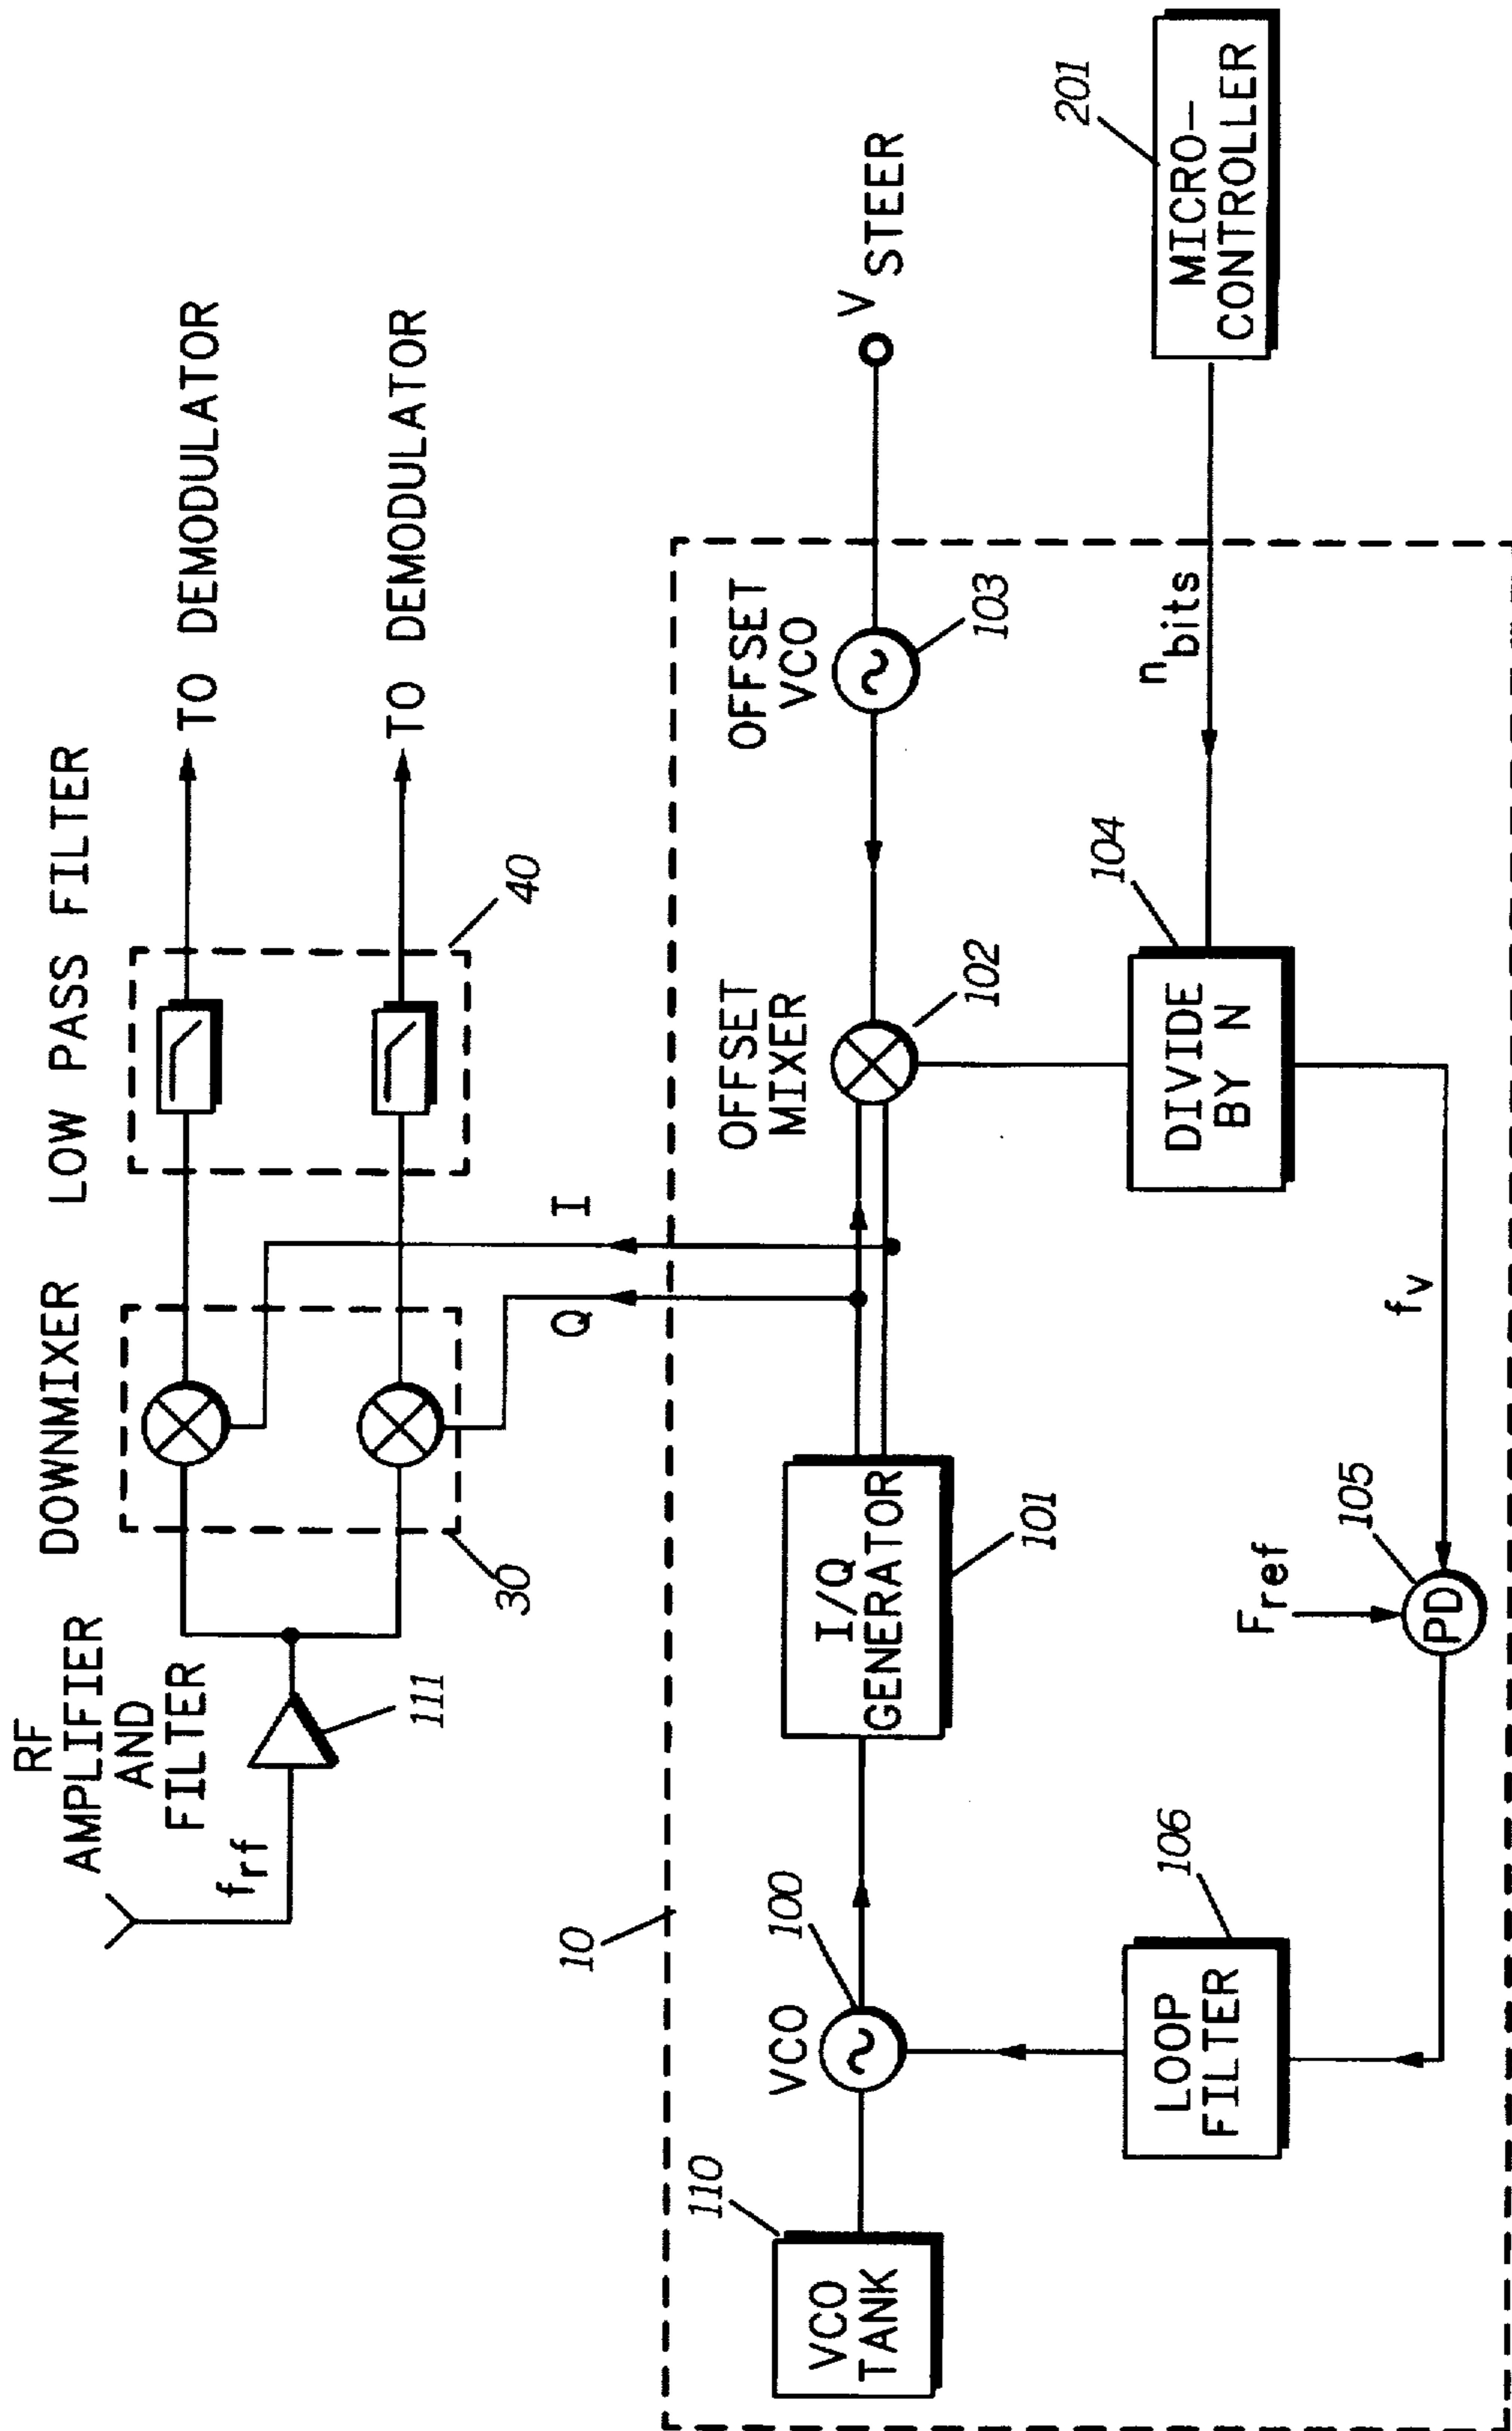 RF
AMPLIFIER
AND
FILTER
DOWNMIXER
LOW PASS FILTER
f_rf
111
30
40
TO DEMODULATOR
TO DEMODULATOR
Q
I
10
VCO
TANK
110
VCO
100
I/Q
GENERATOR
101
OFFSET
MIXER
102
OFFSET
VCO
103
V STEER
LOOP
FILTER
106
F_ref
PD
105
f_v
DIVIDE
BY N
104
n_bits
MICRO-
CONTROLLER
201